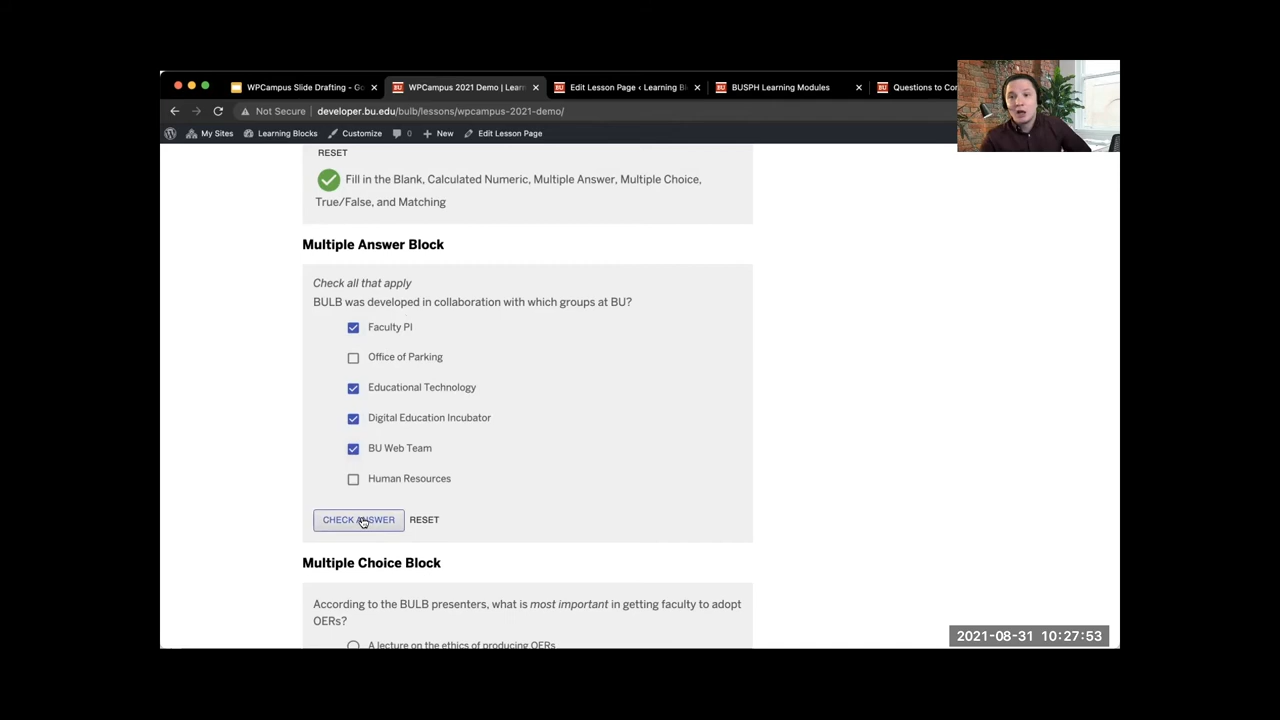 WPCampus Slide Drafting - Go
WPCampus 2021 Demo | Lear
Edit Lesson Page ‹ Learning Bl
BUSPH Learning Modules
Questions to Con
Not Secure | developer.bu.edu/bulb/lessons/wpcampus-2021-demo/
My Sites Learning Blocks Customize 0 New Edit Lesson Page
RESET
Fill in the Blank, Calculated Numeric, Multiple Answer, Multiple Choice,
True/False, and Matching
Multiple Answer Block
Check all that apply
BULB was developed in collaboration with which groups at BU?
Faculty PI
Office of Parking
Educational Technology
Digital Education Incubator
BU Web Team
Human Resources
CHECK ANSWER RESET
Multiple Choice Block
According to the BULB presenters, what is most important in getting faculty to adopt
OERs?
A lecture on the ethics of producing OERs
2021-08-31 10:27:53